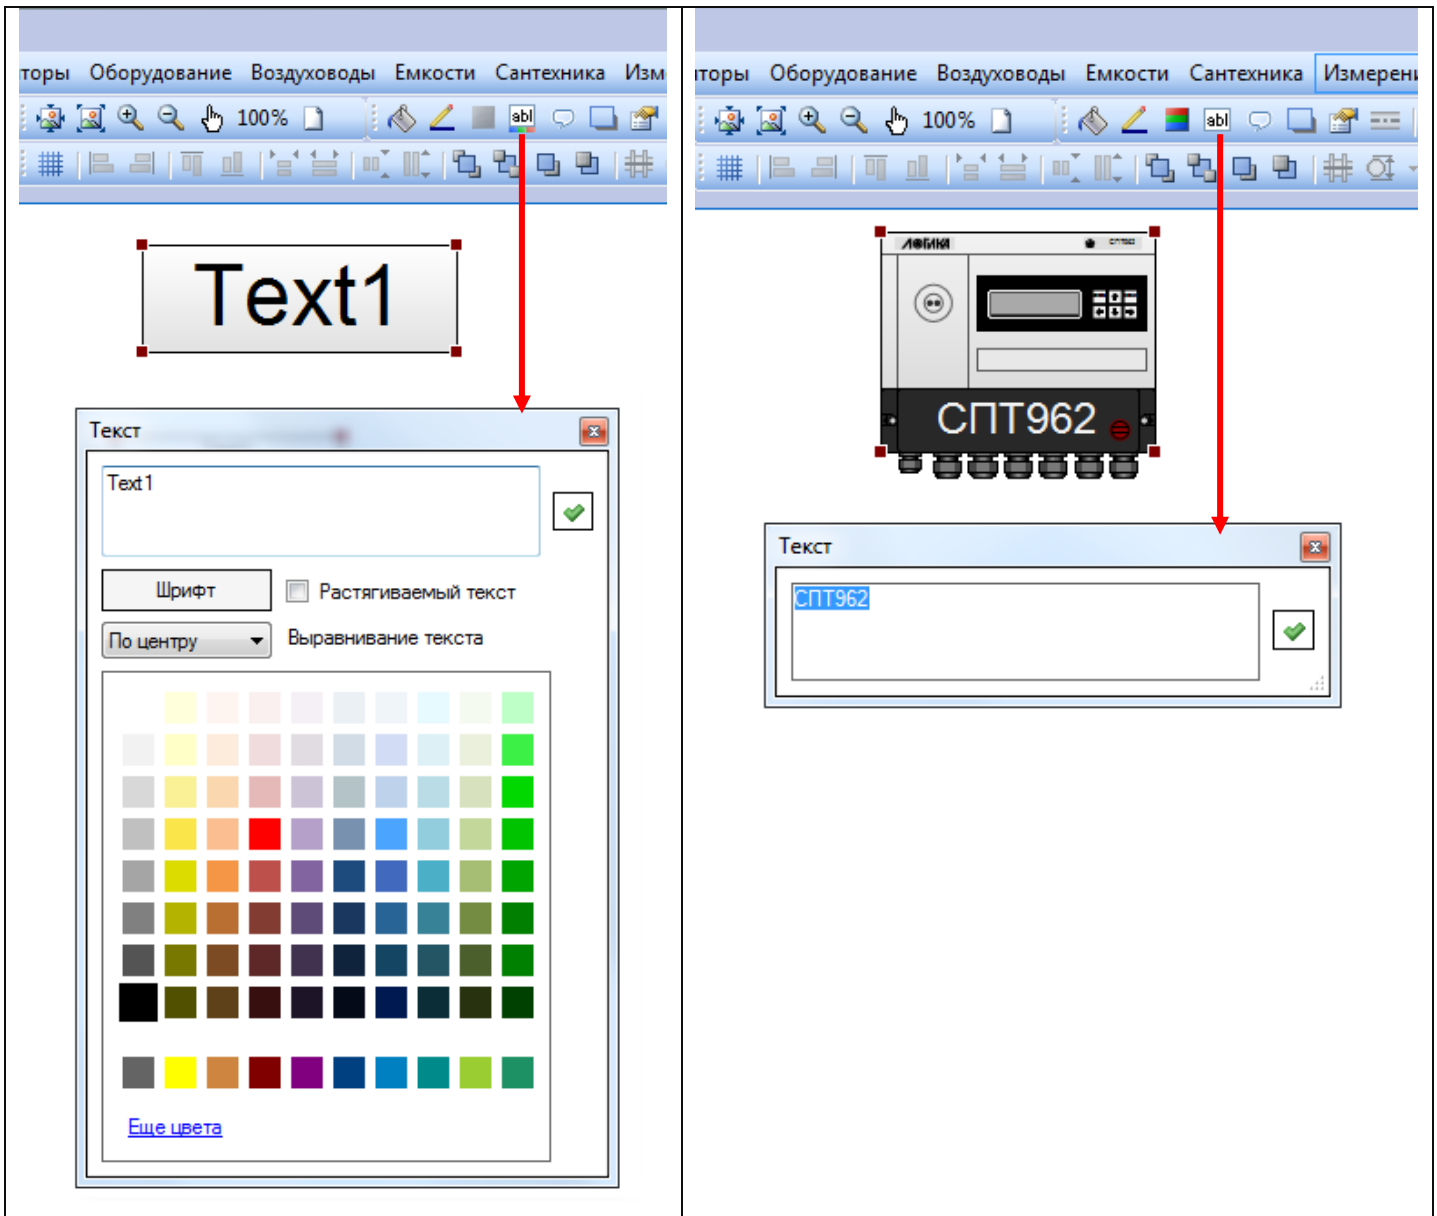 торы Оборудование Воздуховоды Емкости Сантехника Изм
100%
abl
Text1
Текст
Text1
Шрифт
Растягиваемый текст
По центру
Выравнивание текста
Еще цвета
торы Оборудование Воздуховоды Емкости Сантехника Измерени
100%
abl
ЛОГИКА
СПТ962
Текст
СПТ962